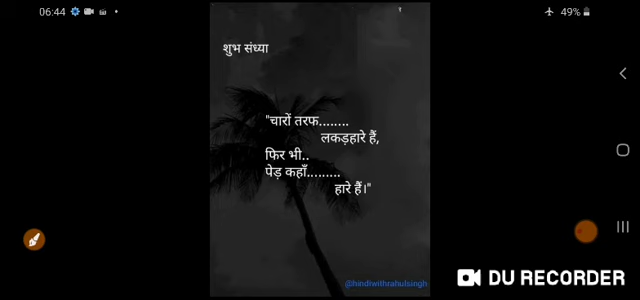 06:44
49%
शुभ संध्या
"चारों तरफ........
लकड़हारे हैं,
फिर भी..
पेड़ कहाँ.........
हारे हैं।"
@hindiwithrahulsingh
DU RECORDER